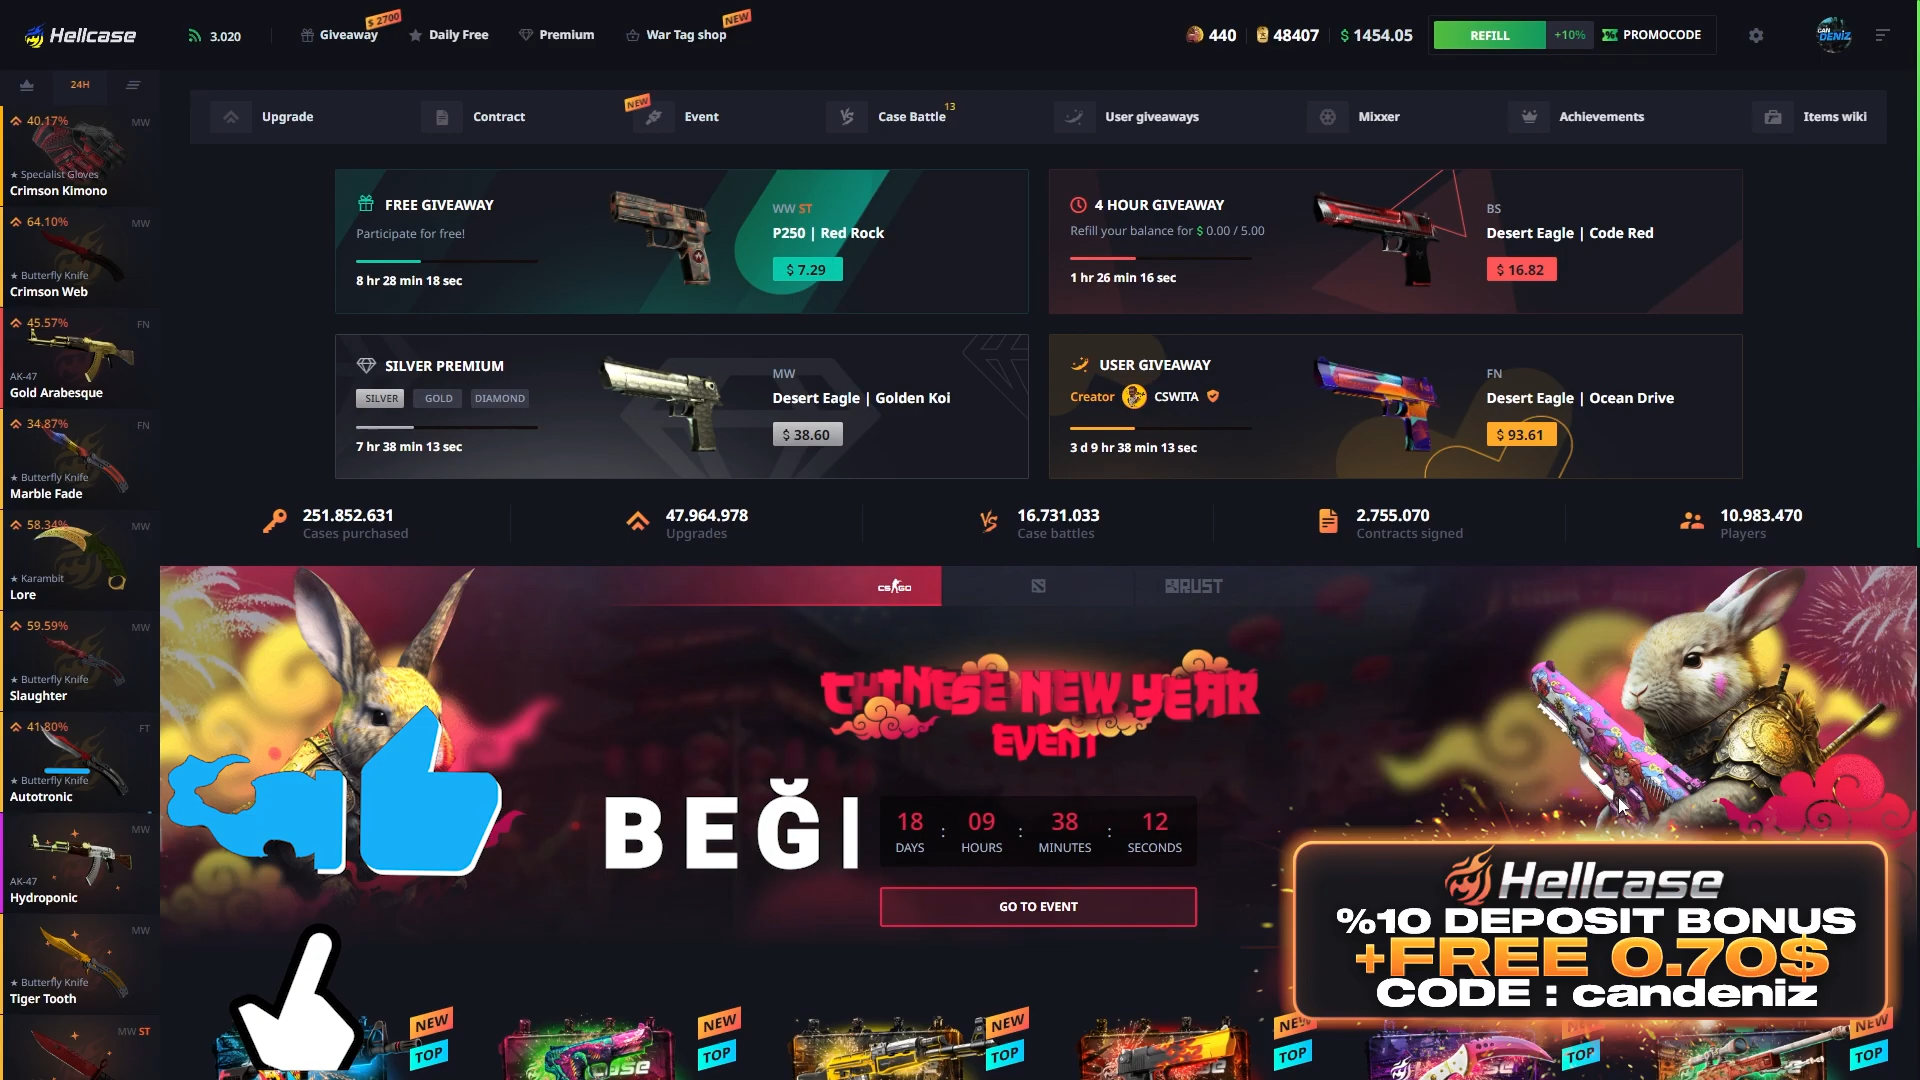 Hellcase
3.020
Giveaway
$ 2700
Daily Free
Premium
War Tag shop
NEW
440
48407
$ 1454.05
REFILL
+10%
PROMOCODE
CAN
DENİZ
24H
Upgrade
Contract
NEW
Event
Case Battle
13
User giveaways
Mixxer
Achievements
Items wiki
40.17%
MW
★ Specialist Gloves
Crimson Kimono
64.10%
MW
★ Butterfly Knife
Crimson Web
45.57%
FN
AK-47
Gold Arabesque
34.87%
FN
★ Butterfly Knife
Marble Fade
58.34%
MW
★ Karambit
Lore
59.59%
MW
★ Butterfly Knife
Slaughter
41.80%
FT
★ Butterfly Knife
Autotronic
MW
AK-47
Hydroponic
MW
★ Butterfly Knife
Tiger Tooth
MW ST
FREE GIVEAWAY
Participate for free!
8 hr 28 min 18 sec
WW ST
P250 | Red Rock
$ 7.29
4 HOUR GIVEAWAY
Refill your balance for $ 0.00 / 5.00
1 hr 26 min 16 sec
BS
Desert Eagle | Code Red
$ 16.82
SILVER PREMIUM
SILVER
GOLD
DIAMOND
7 hr 38 min 13 sec
MW
Desert Eagle | Golden Koi
$ 38.60
USER GIVEAWAY
Creator
CSWITA
3 d 9 hr 38 min 13 sec
FN
Desert Eagle | Ocean Drive
$ 93.61
251.852.631
Cases purchased
47.964.978
Upgrades
16.731.033
Case battles
2.755.070
Contracts signed
10.983.470
Players
CS GO
RUST
CHINESE NEW YEAR
EVENT
BEĞİ
18 : 09 : 38 : 12
DAYS HOURS MINUTES SECONDS
GO TO EVENT
Hellcase
%10 DEPOSIT BONUS
+FREE 0.70$
CODE : candeniz
NEW
TOP
NEW
TOP
NEW
TOP
NEW
TOP
TOP
NEW
TOP